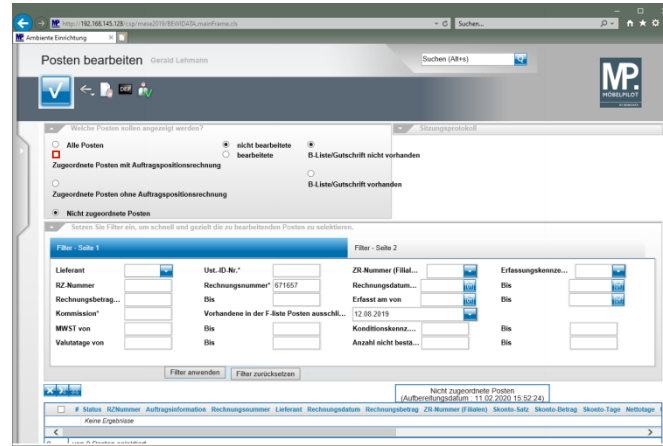 http://192.168.145.128/csp/mese2019/BEWIDATA.mainFrame.cls
Suchen...
Ambiente Einrichtung
Posten bearbeiten Gerald Lehmann
Suchen (Alt+s)
MP.
MÖBELPILOT
Welche Posten sollen angezeigt werden?
Sitzungsprotokoll
Alle Posten
nicht bearbeitete
bearbeitete
B-Liste/Gutschrift nicht vorhanden
Zugeordnete Posten mit Auftragspositionsrechnung
B-Liste/Gutschrift vorhanden
Zugeordnete Posten ohne Auftragspositionsrechnung
Nicht zugeordnete Posten
Setzen Sie Filter ein, um schnell und gezielt die zu bearbeitenden Posten zu selektieren.
Filter - Seite 1
Filter - Seite 2
Lieferant Ust.-ID-Nr.* ZR-Nummer (Filial... Erfassungskennze...
RZ-Nummer Rechnungsnummer* 671657 Rechnungsdatum... Bis
Rechnungsbetrag... Bis Erfasst am von Bis
Kommission* Vorhandene in der F-liste Posten ausschli... 12.08.2019
MWST von Bis Konditionskennz.... Bis
Valutatage von Bis Anzahl nicht bestä... Bis
Filter anwenden Filter zurücksetzen
Nicht zugeordnete Posten
(Aufbereitungsdatum : 11.02.2020 15:52:24)
# Status RZNummer Auftragsinformation Rechnungsnummer Lieferant Rechnungsdatum Rechnungsbetrag ZR-Nummer (Filialen) Skonto-Satz Skonto-Betrag Skonto-Tage Nettotage
Keine Ergebnisse
0 von 0 Posten selektiert